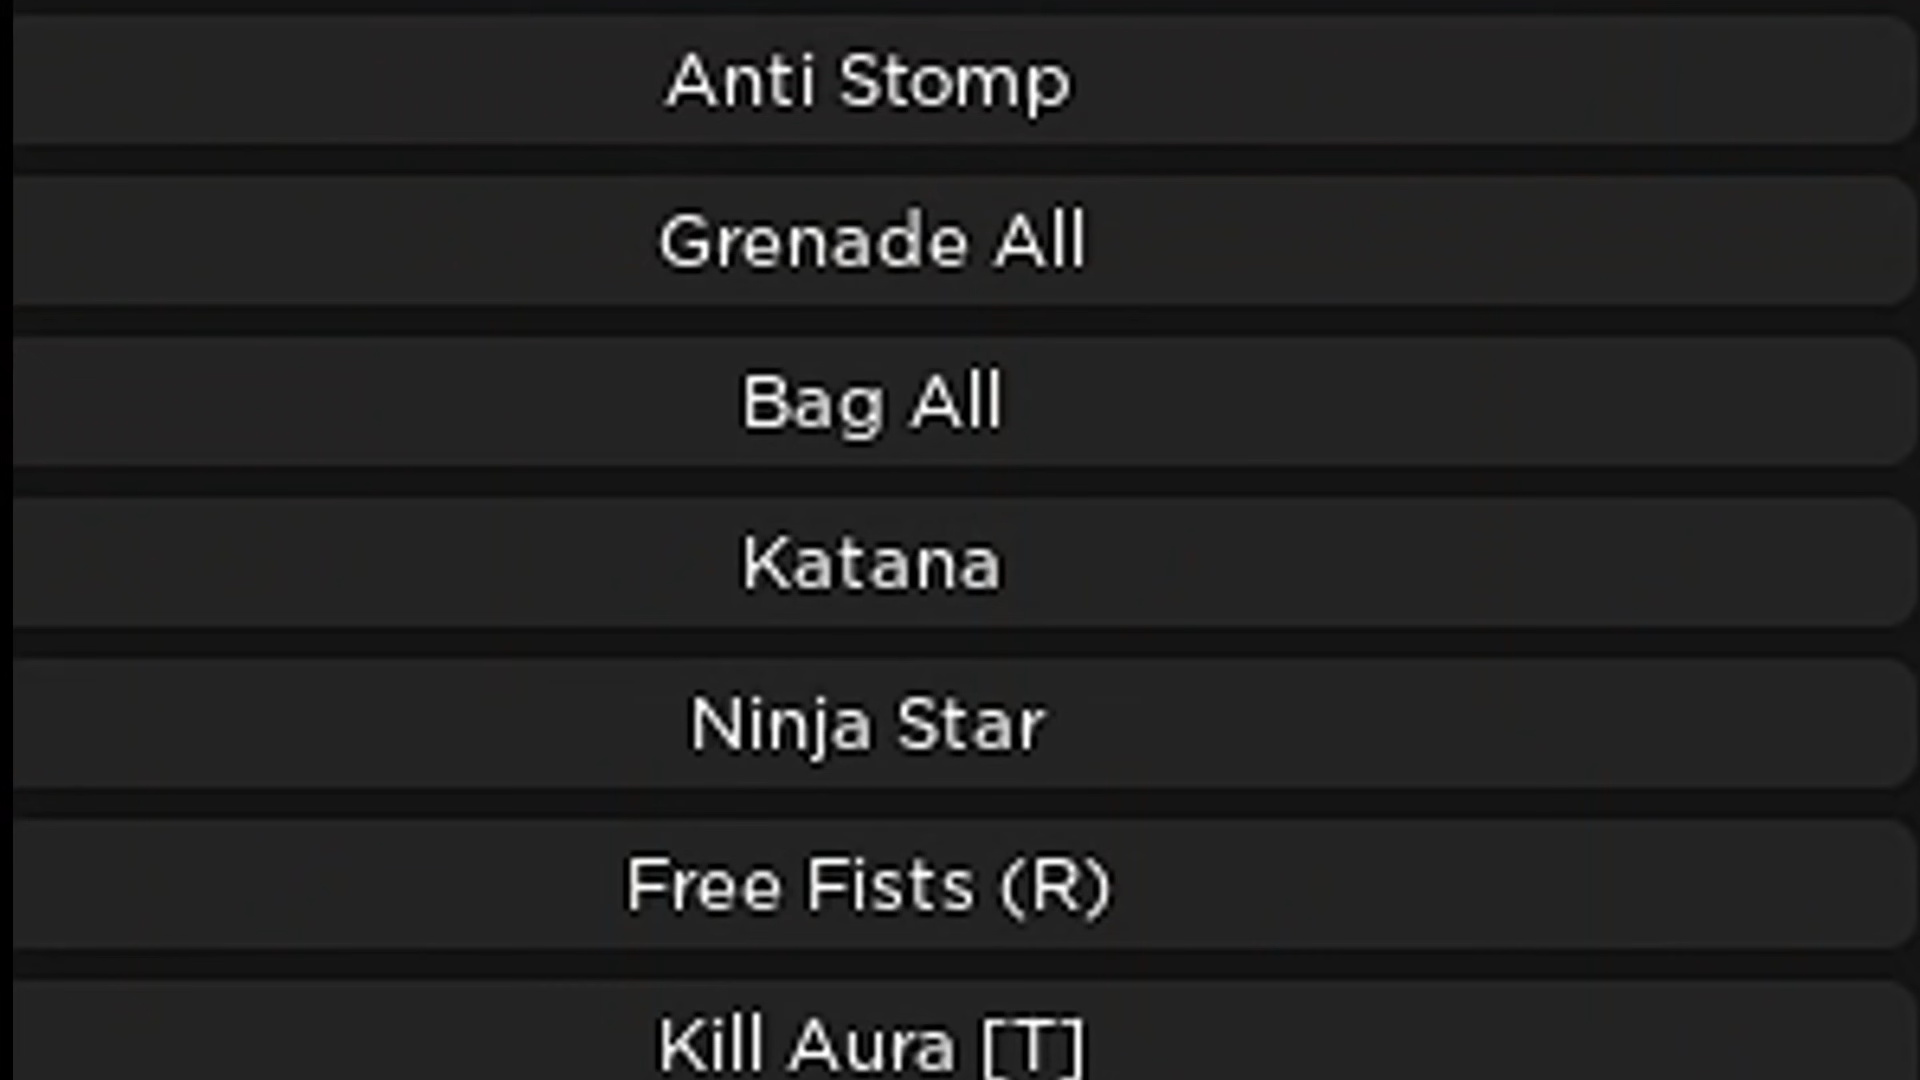 Anti Stomp
Grenade All
Bag All
Katana
Ninja Star
Free Fists (R)
Kill Aura [T]